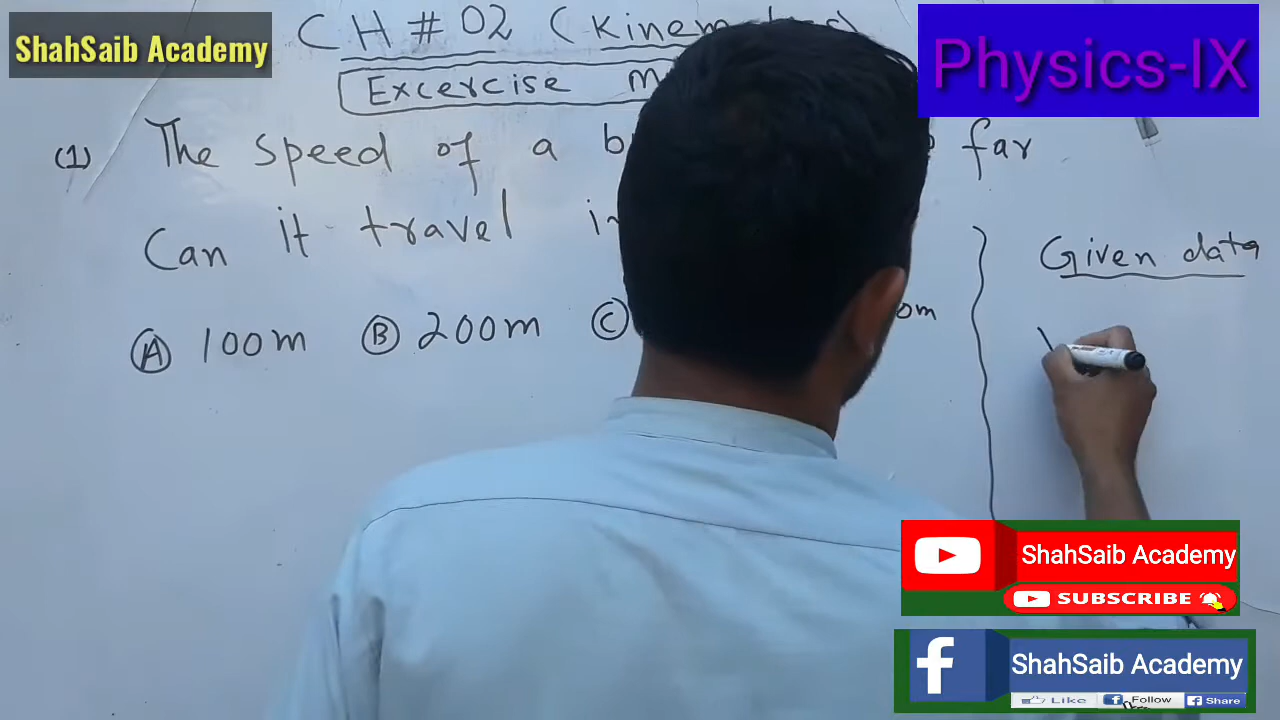 ShahSaib Academy
CH # 02 (Kinem
Physics-IX
Excercise M
(1) The speed of a b far
Can it travel in
Given data
(A) 100m (B) 200m (C) 0m
ShahSaib Academy
SUBSCRIBE
ShahSaib Academy
Like Follow Share